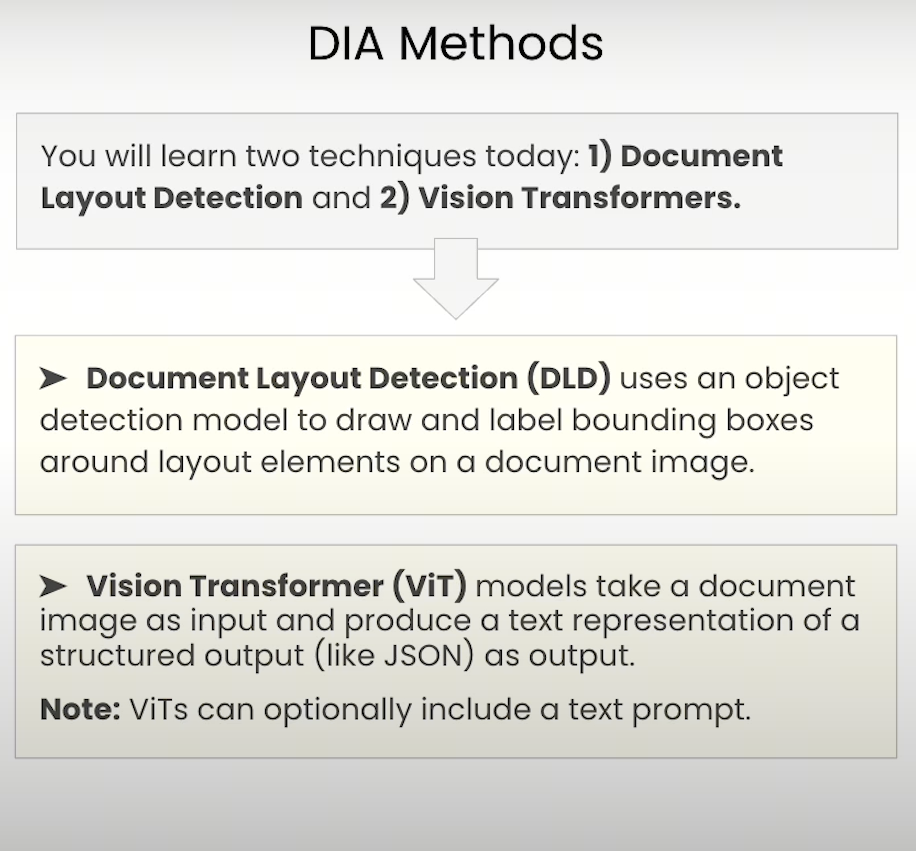 DIA Methods
You will learn two techniques today: 1) Document
Layout Detection and 2) Vision Transformers.
➤ Document Layout Detection (DLD) uses an object
detection model to draw and label bounding boxes
around layout elements on a document image.
➤ Vision Transformer (ViT) models take a document
image as input and produce a text representation of a
structured output (like JSON) as output.
Note: ViTs can optionally include a text prompt.